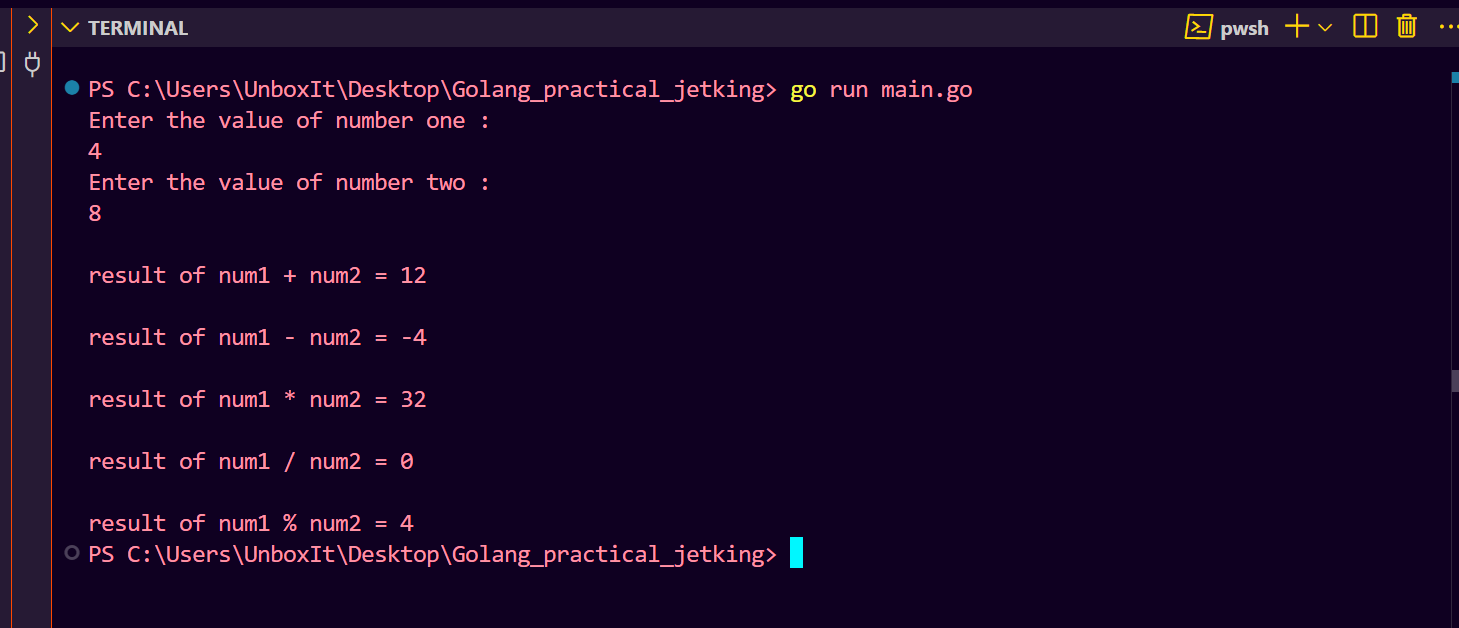 TERMINAL
pwsh
PS C:\Users\UnboxIt\Desktop\Golang_practical_jetking> go run main.go
Enter the value of number one :
4
Enter the value of number two :
8
result of num1 + num2 = 12
result of num1 - num2 = -4
result of num1 * num2 = 32
result of num1 / num2 = 0
result of num1 % num2 = 4
PS C:\Users\UnboxIt\Desktop\Golang_practical_jetking>